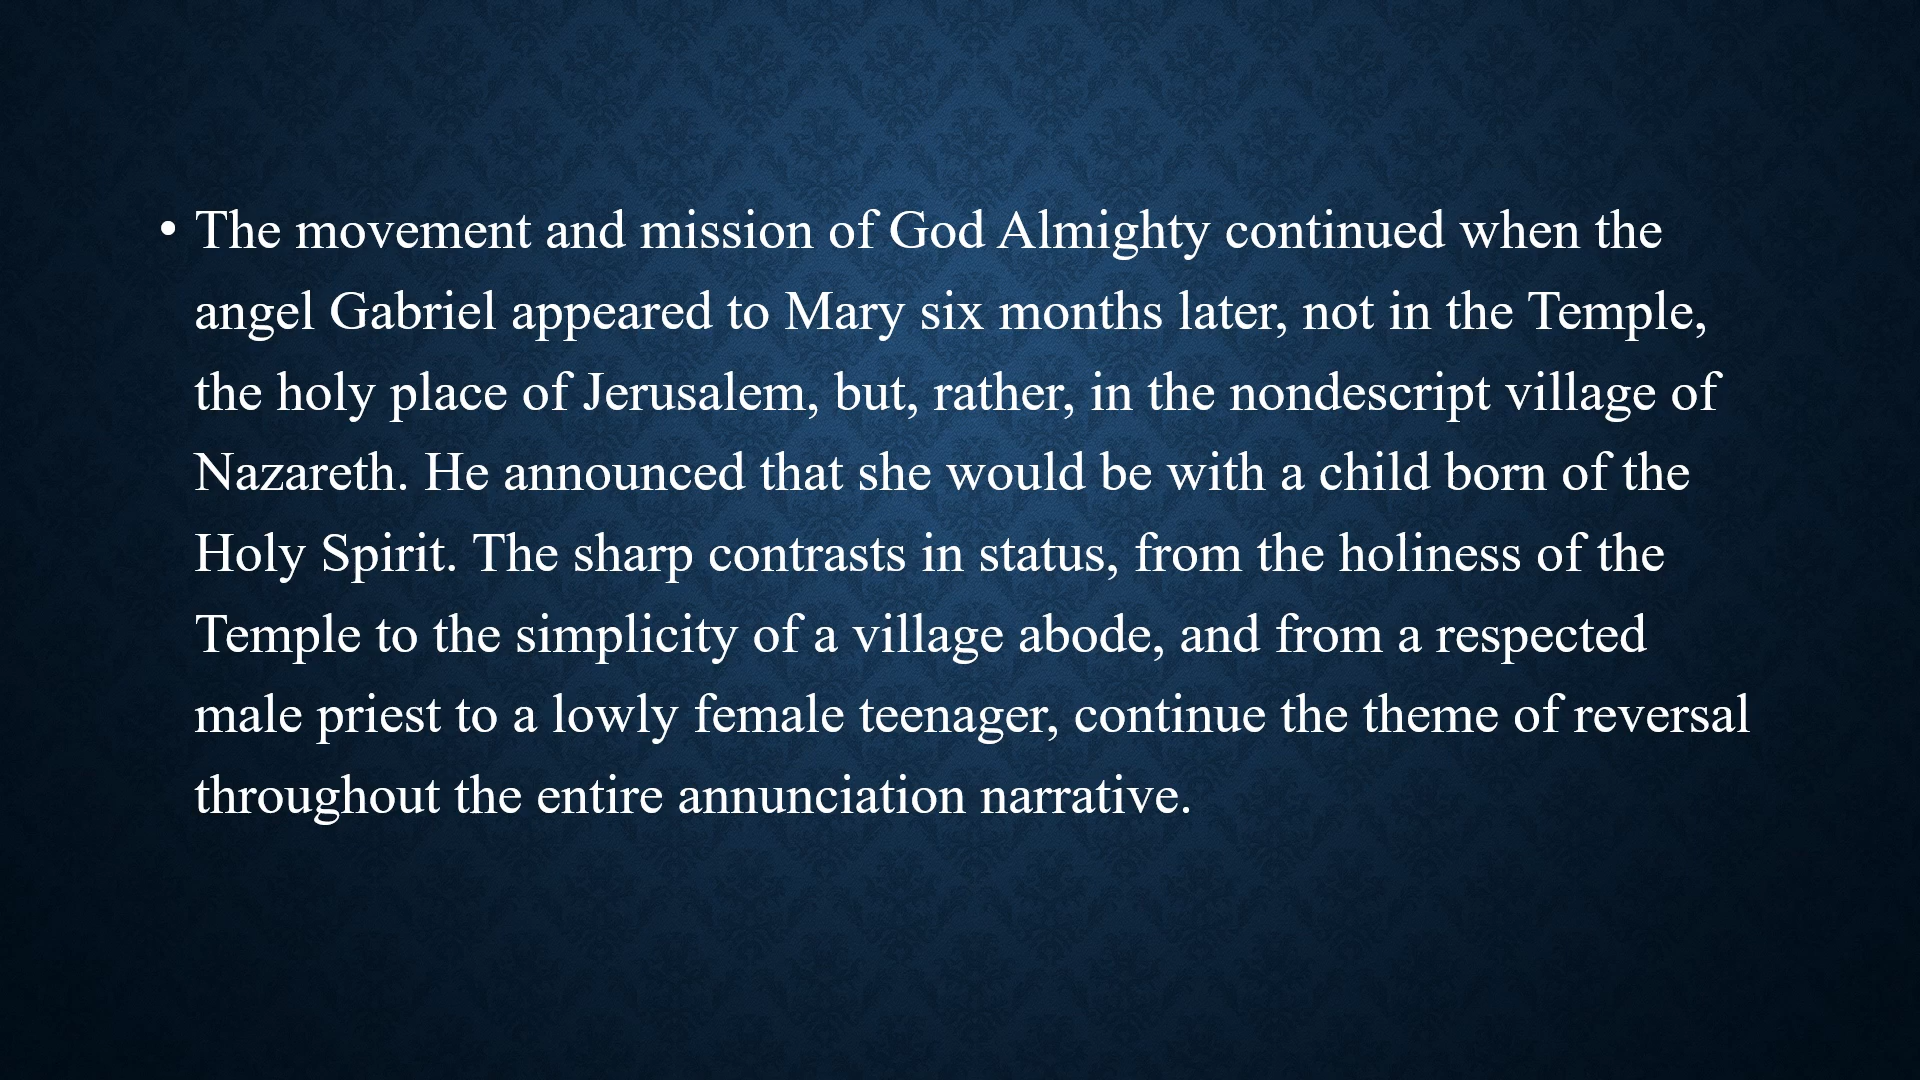 • The movement and mission of God Almighty continued when the
angel Gabriel appeared to Mary six months later, not in the Temple,
the holy place of Jerusalem, but, rather, in the nondescript village of
Nazareth. He announced that she would be with a child born of the
Holy Spirit. The sharp contrasts in status, from the holiness of the
Temple to the simplicity of a village abode, and from a respected
male priest to a lowly female teenager, continue the theme of reversal
throughout the entire annunciation narrative.